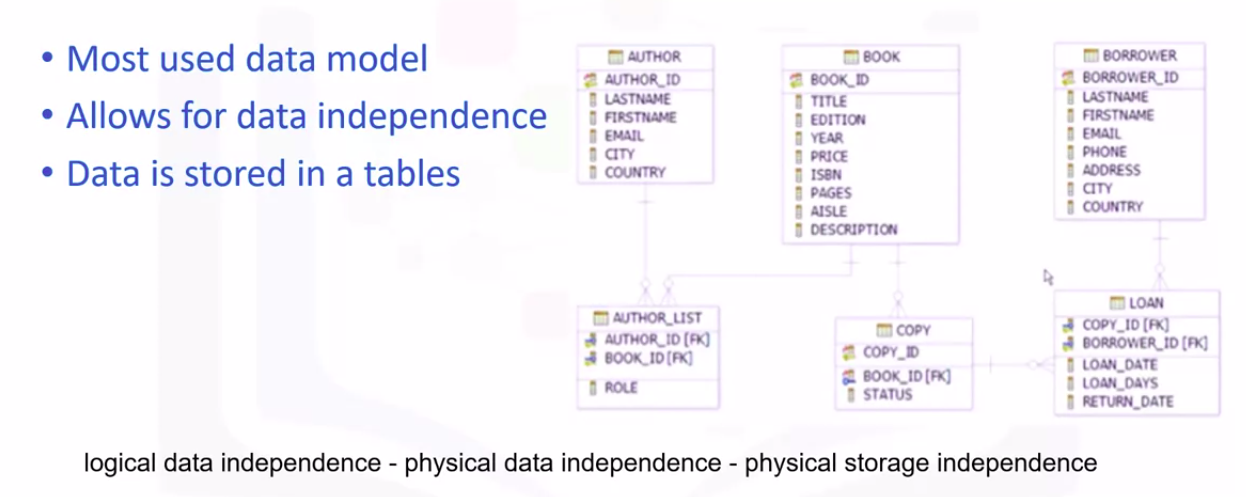 • Most used data model
• Allows for data independence
• Data is stored in a tables
AUTHOR
AUTHOR_ID
LASTNAME
FIRSTNAME
EMAIL
CITY
COUNTRY
BOOK
BOOK_ID
TITLE
EDITION
YEAR
PRICE
ISBN
PAGES
AISLE
DESCRIPTION
BORROWER
BORROWER_ID
LASTNAME
FIRSTNAME
EMAIL
PHONE
ADDRESS
CITY
COUNTRY
AUTHOR_LIST
AUTHOR_ID [FK]
BOOK_ID [FK]
ROLE
COPY
COPY_ID
BOOK_ID [FK]
STATUS
LOAN
COPY_ID [FK]
BORROWER_ID [FK]
LOAN_DATE
LOAN_DAYS
RETURN_DATE
logical data independence - physical data independence - physical storage independence